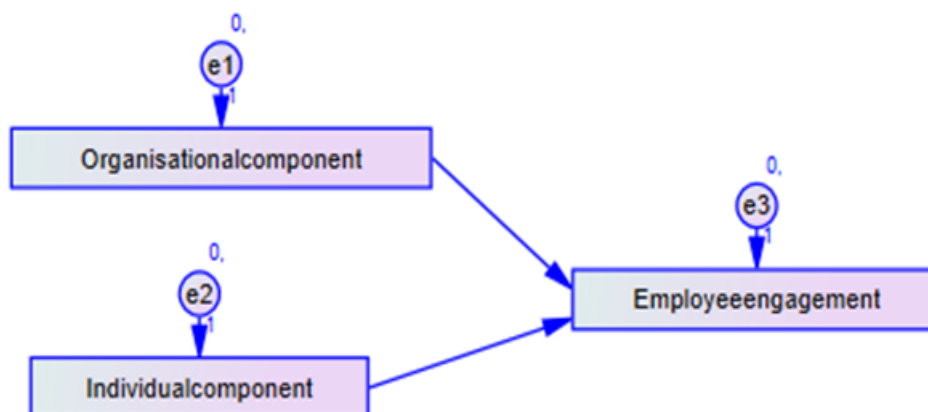 0,
e1
1
Organisationalcomponent
0,
e3
1
Employeeengagement
0,
e2
1
Individualcomponent